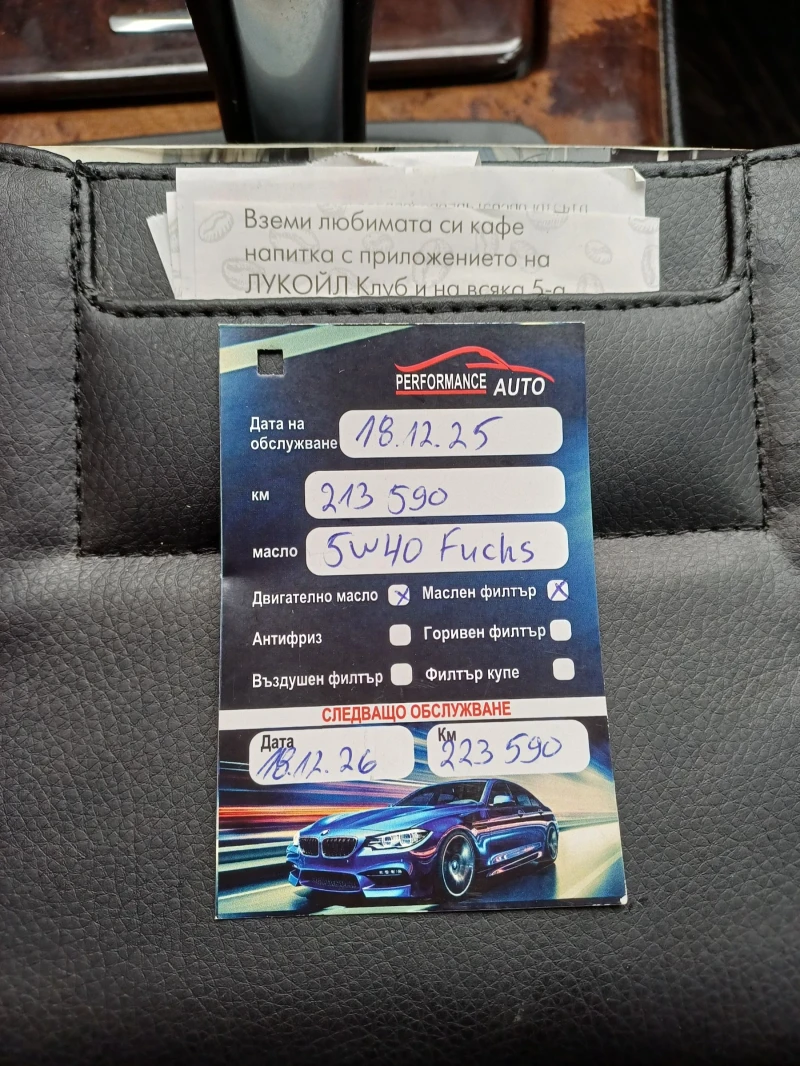 Вземи любимата си кафе
напитка с приложението на
ЛУКОЙЛ Клуб и на всяка 5-а
PERFORMANCE AUTO
Дата на обслужване 18.12.25
км 213 590
масло 5w40 Fuchs
Двигателно масло x Маслен филтър x
Антифриз Горивен филтър
Въздушен филтър Филтър купе
СЛЕДВАЩО ОБСЛУЖВАНЕ
Дата Км
18.12.26 223 590